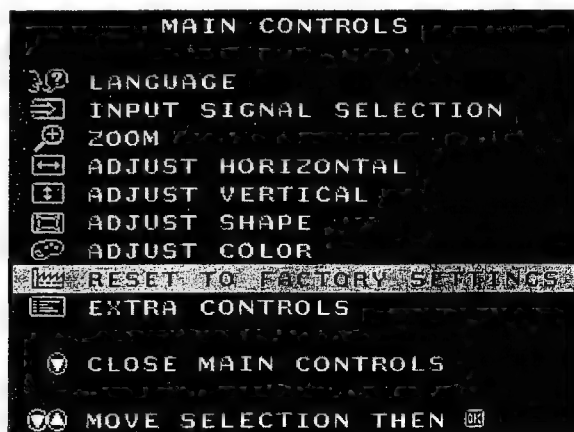 MAIN CONTROLS
LANGUAGE
INPUT SIGNAL SELECTION
ZOOM
ADJUST HORIZONTAL
ADJUST VERTICAL
ADJUST SHAPE
ADJUST COLOR
RESET TO FACTORY SETTINGS
EXTRA CONTROLS
CLOSE MAIN CONTROLS
MOVE SELECTION THEN OK